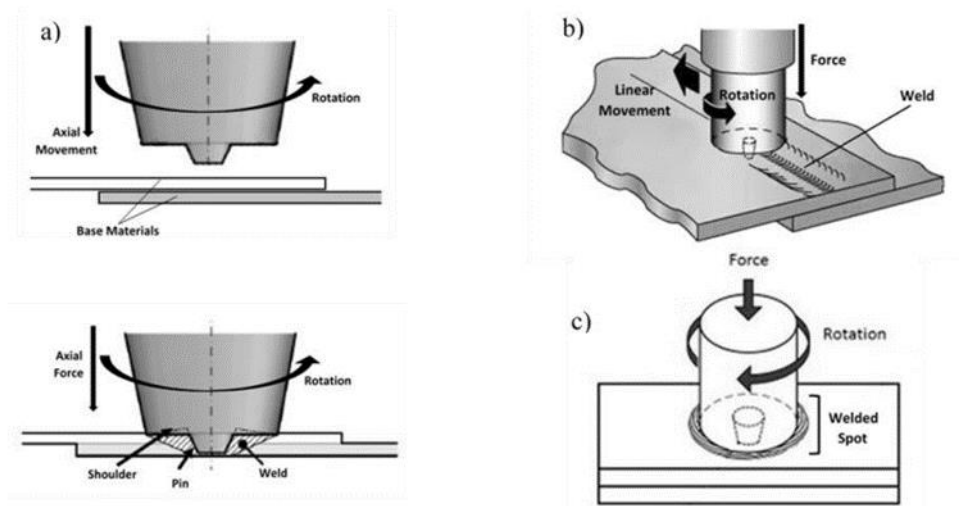 a)
Axial
Movement
Rotation
Base Materials
Axial
Force
Rotation
Shoulder
Pin
Weld
b)
Force
Linear
Movement
Rotation
Weld
Force
c)
Rotation
Welded
Spot